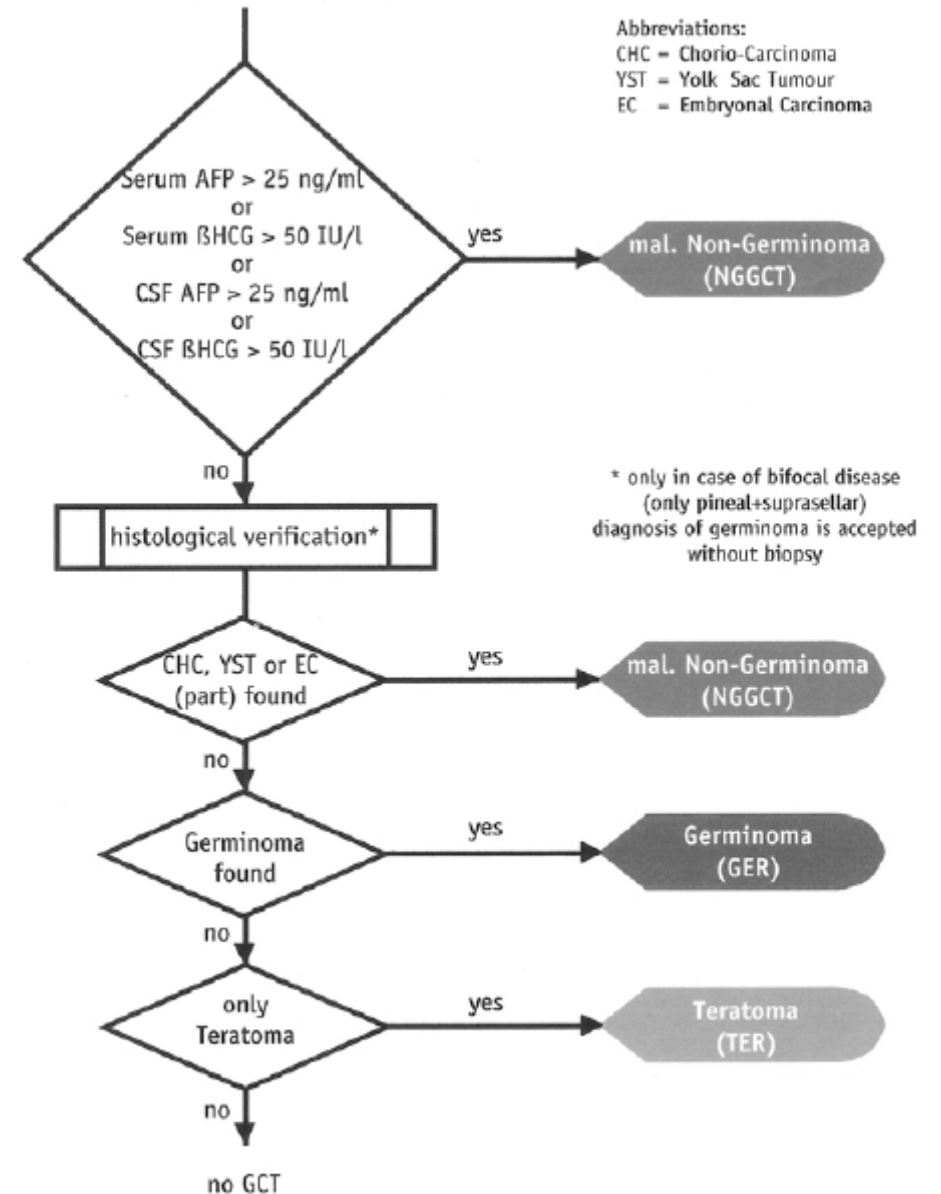 Abbreviations:
CHC = Chorio-Carcinoma
YST = Yolk Sac Tumour
EC = Embryonal Carcinoma
Serum AFP > 25 ng/ml
or
Serum ßHCG > 50 IU/l
or
CSF AFP > 25 ng/ml
or
CSF ßHCG > 50 IU/l
yes
mal. Non-Germinoma
(NGGCT)
no
histological verification*
* only in case of bifocal disease
(only pineal+suprasellar)
diagnosis of germinoma is accepted
without biopsy
CHC, YST or EC
(part) found
yes
mal. Non-Germinoma
(NGGCT)
no
Germinoma
found
yes
Germinoma
(GER)
no
only
Teratoma
yes
Teratoma
(TER)
no
no GCT